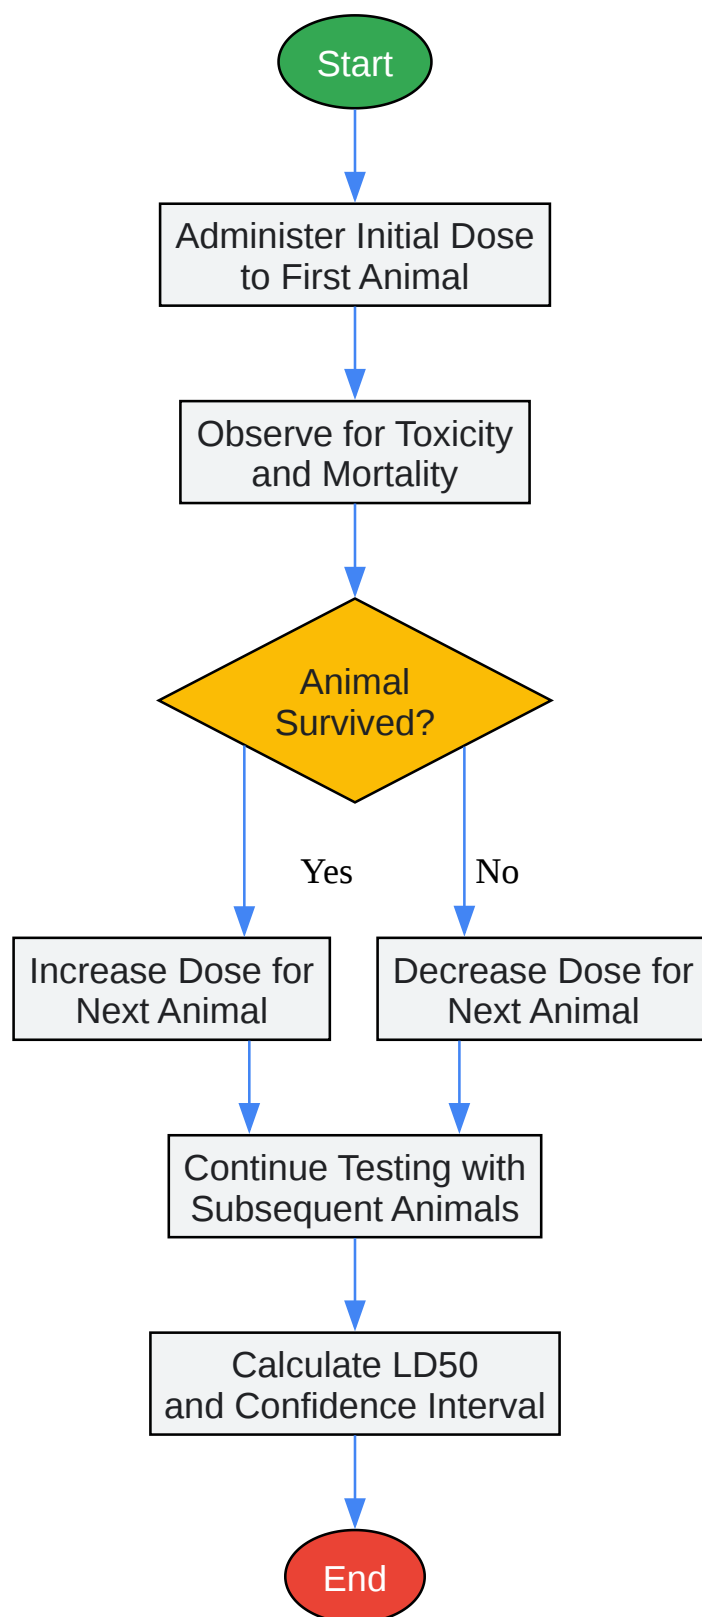 Start
Administer Initial Dose
to First Animal
Observe for Toxicity
and Mortality
Animal
Survived?
Yes
No
Increase Dose for
Next Animal
Decrease Dose for
Next Animal
Continue Testing with
Subsequent Animals
Calculate LD50
and Confidence Interval
End